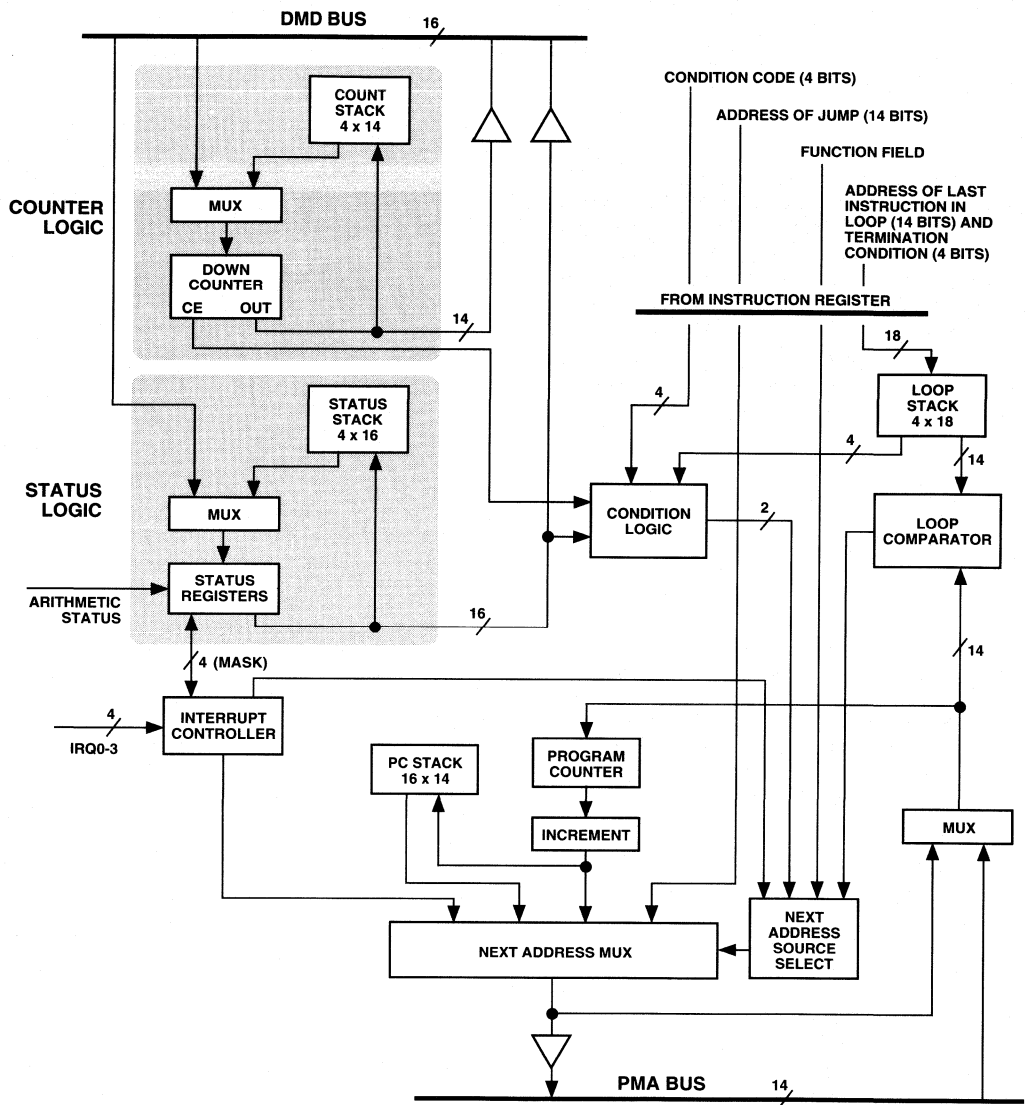 DMD BUS
16
CONDITION CODE (4 BITS)
COUNT
STACK
4 x 14
ADDRESS OF JUMP (14 BITS)
FUNCTION FIELD
ADDRESS OF LAST
INSTRUCTION IN
LOOP (14 BITS) AND
TERMINATION
CONDITION (4 BITS)
COUNTER
LOGIC
MUX
DOWN
COUNTER
CE OUT
14
FROM INSTRUCTION REGISTER
18
LOOP
STACK
4 x 18
STATUS
STACK
4 x 16
4
4
14
STATUS
LOGIC
MUX
CONDITION
LOGIC
2
LOOP
COMPARATOR
STATUS
REGISTERS
ARITHMETIC
STATUS
16
4 (MASK)
14
INTERRUPT
CONTROLLER
4
IRQ0-3
PC STACK
16 x 14
PROGRAM
COUNTER
INCREMENT
MUX
NEXT ADDRESS MUX
NEXT
ADDRESS
SOURCE
SELECT
PMA BUS
14